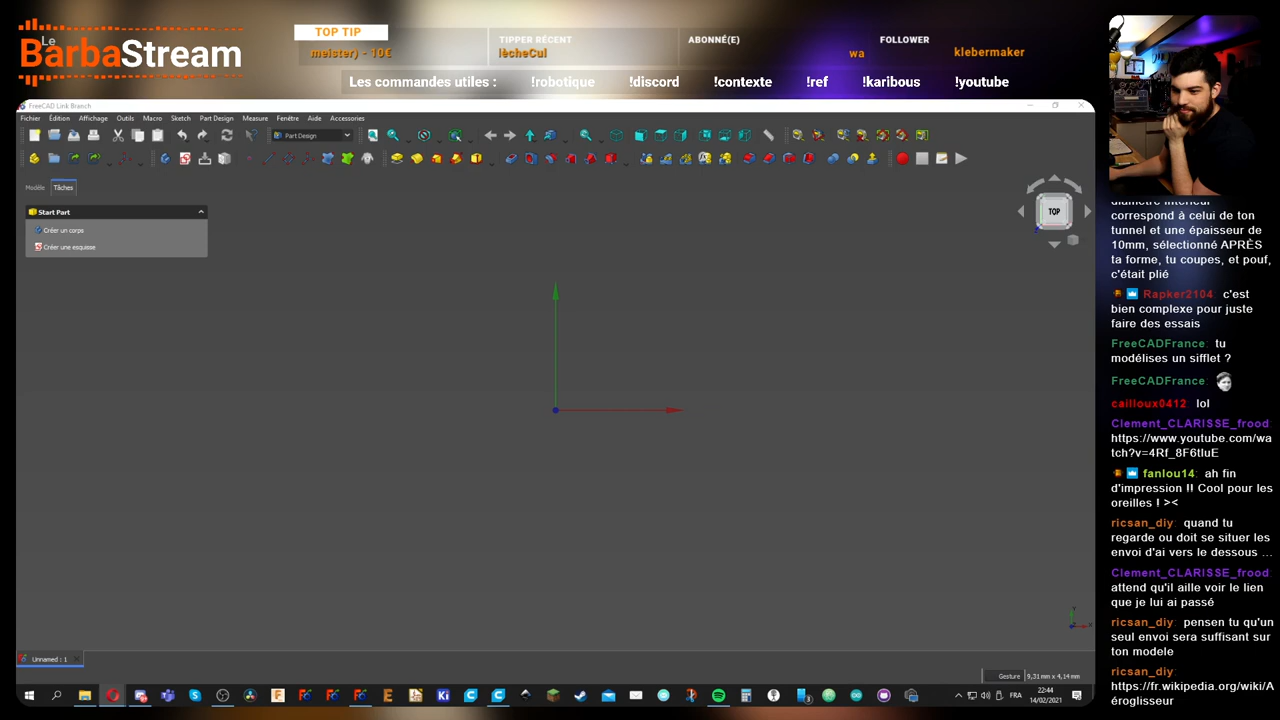 Le
BarbaStream
TOP TIP
meister) - 10€
TIPPER RÉCENT
lècheCul
ABONNÉ(E)
wa
FOLLOWER
klebermaker
Les commandes utiles : !robotique !discord !contexte !ref !karibous !youtube
FreeCAD Link Branch
Fichier Édition Affichage Outils Macro Sketch Part Design Measure Fenêtre Aide Accessories
Part Design
Modèle Tâches
Start Part
Créer un corps
Créer une esquisse
TOP
Unnamed : 1
Gesture 9,31 mm x 4,14 mm
FRA
22:44
14/02/2021
diamètre intérieur
correspond à celui de ton
tunnel et une épaisseur de
10mm, sélectionné APRÈS
ta forme, tu coupes, et pouf,
c'était plié
Rapker2104: c'est
bien complexe pour juste
faire des essais
FreeCADFrance: tu
modélises un sifflet ?
FreeCADFrance:
cailloux0412: lol
Clement_CLARISSE_frood:
https://www.youtube.com/wa
tch?v=4Rf_8F6tIuE
fanlou14: ah fin
d'impression !! Cool pour les
oreilles ! ><
ricsan_diy: quand tu
regarde ou doit se situer les
envoi d'ai vers le dessous ...
Clement_CLARISSE_frood:
attend qu'il aille voir le lien
que je lui ai passé
ricsan_diy: pensen tu qu'un
seul envoi sera suffisant sur
ton modele
ricsan_diy:
https://fr.wikipedia.org/wiki/A
éroglisseur